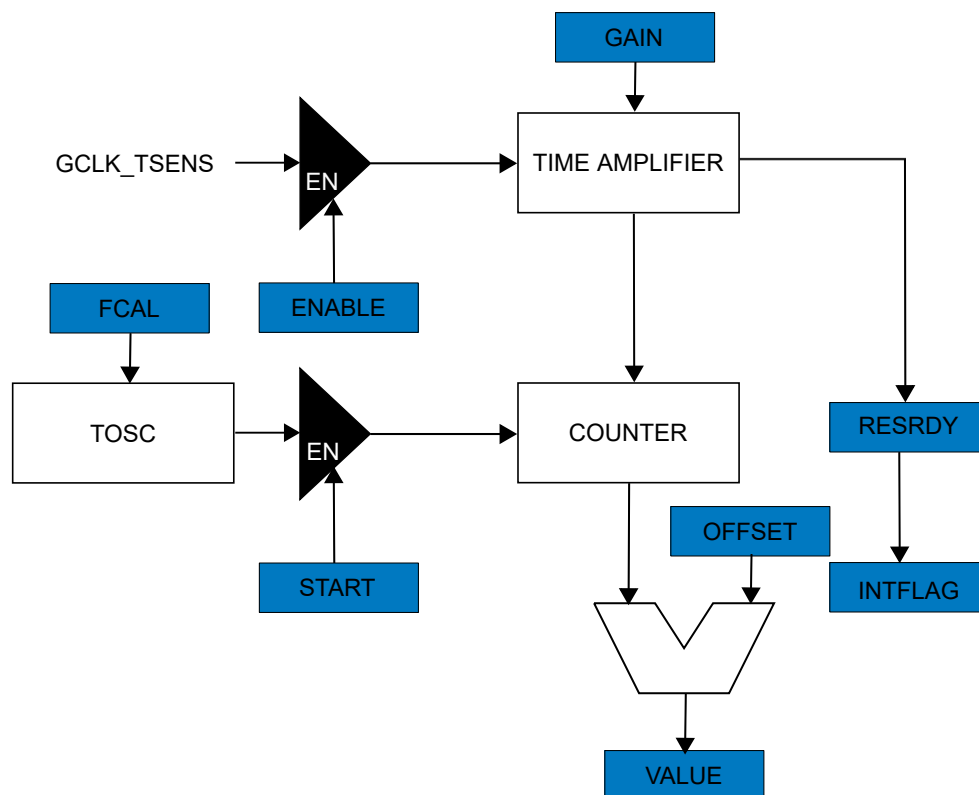 GAIN
GCLK_TSENS
EN
TIME AMPLIFIER
FCAL
ENABLE
TOSC
EN
COUNTER
RESRDY
START
OFFSET
INTFLAG
VALUE